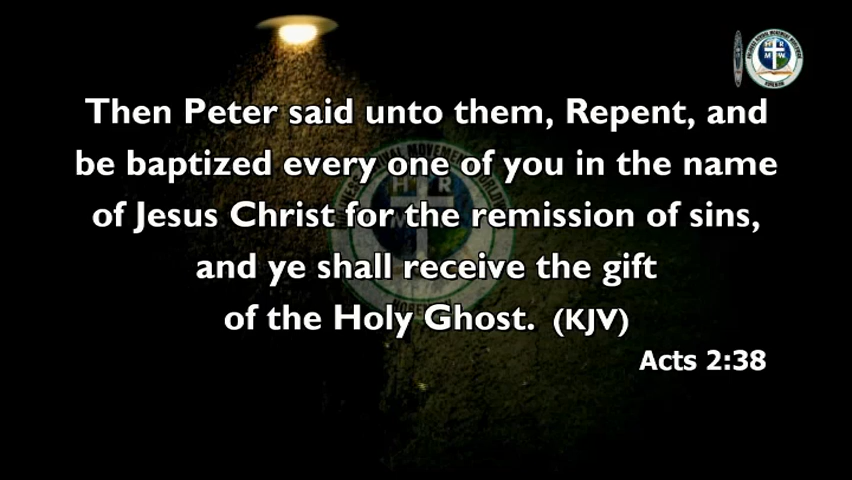 Then Peter said unto them, Repent, and
be baptized every one of you in the name
of Jesus Christ for the remission of sins,
and ye shall receive the gift
of the Holy Ghost. (KJV)
Acts 2:38
H R
M W